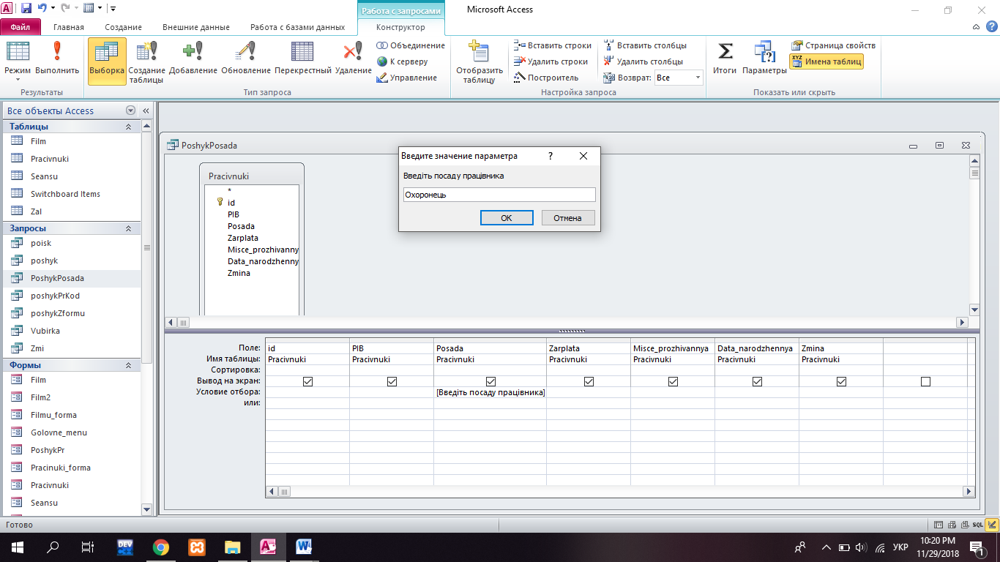 Работа с запросами
Microsoft Access
Файл
Главная
Создание
Внешние данные
Работа с базами данных
Конструктор
Режим
Выполнить
Результаты
Выборка
Создание таблицы
Добавление
Обновление
Перекрестный
Удаление
Объединение
К серверу
Управление
Тип запроса
Отобразить таблицу
Вставить строки
Удалить строки
Построитель
Вставить столбцы
Удалить столбцы
Возврат: Все
Настройка запроса
Итоги
Параметры
Страница свойств
XYZ Имена таблиц
Показать или скрыть
Все объекты Access
Таблицы
Film
Pracivnuki
Seansu
Switchboard Items
Zal
Запросы
poisk
poshyk
PoshykPosada
poshykPrKod
poshykZformu
Vubirka
Zmi
Формы
Film
Film2
Filmu_forma
Golovne_menu
PoshykPr
Pracinuki_forma
Pracivnuki
Seansu
PoshykPosada
Pracivnuki
*
id
PIB
Posada
Zarplata
Misce_prozhivanny
Data_narodzhenny
Zmina
Введите значение параметра
?
Введіть посаду працівника
Охоронець
ОК
Отмена
Поле: id PIB Posada Zarplata Misce_prozhivannya Data_narodzhennya Zmina
Имя таблицы: Pracivnuki Pracivnuki Pracivnuki Pracivnuki Pracivnuki Pracivnuki Pracivnuki
Сортировка:
Вывод на экран:
Условие отбора: [Введіть посаду працівника]
или:
Готово
SQL
DEV
УКР
10:20 PM
11/29/2018
1